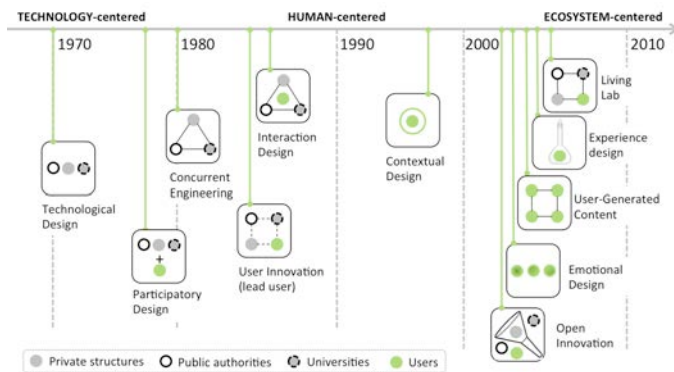 TECHNOLOGY-centered HUMAN-centered ECOSYSTEM-centered
1970 1980 1990 2000 2010
Technological
Design
Participatory
Design
Concurrent
Engineering
User Innovation
(lead user)
Interaction
Design
Contextual
Design
Living
Lab
Experience
design
User-Generated
Content
Emotional
Design
Open
Innovation
Private structures Public authorities Universities Users